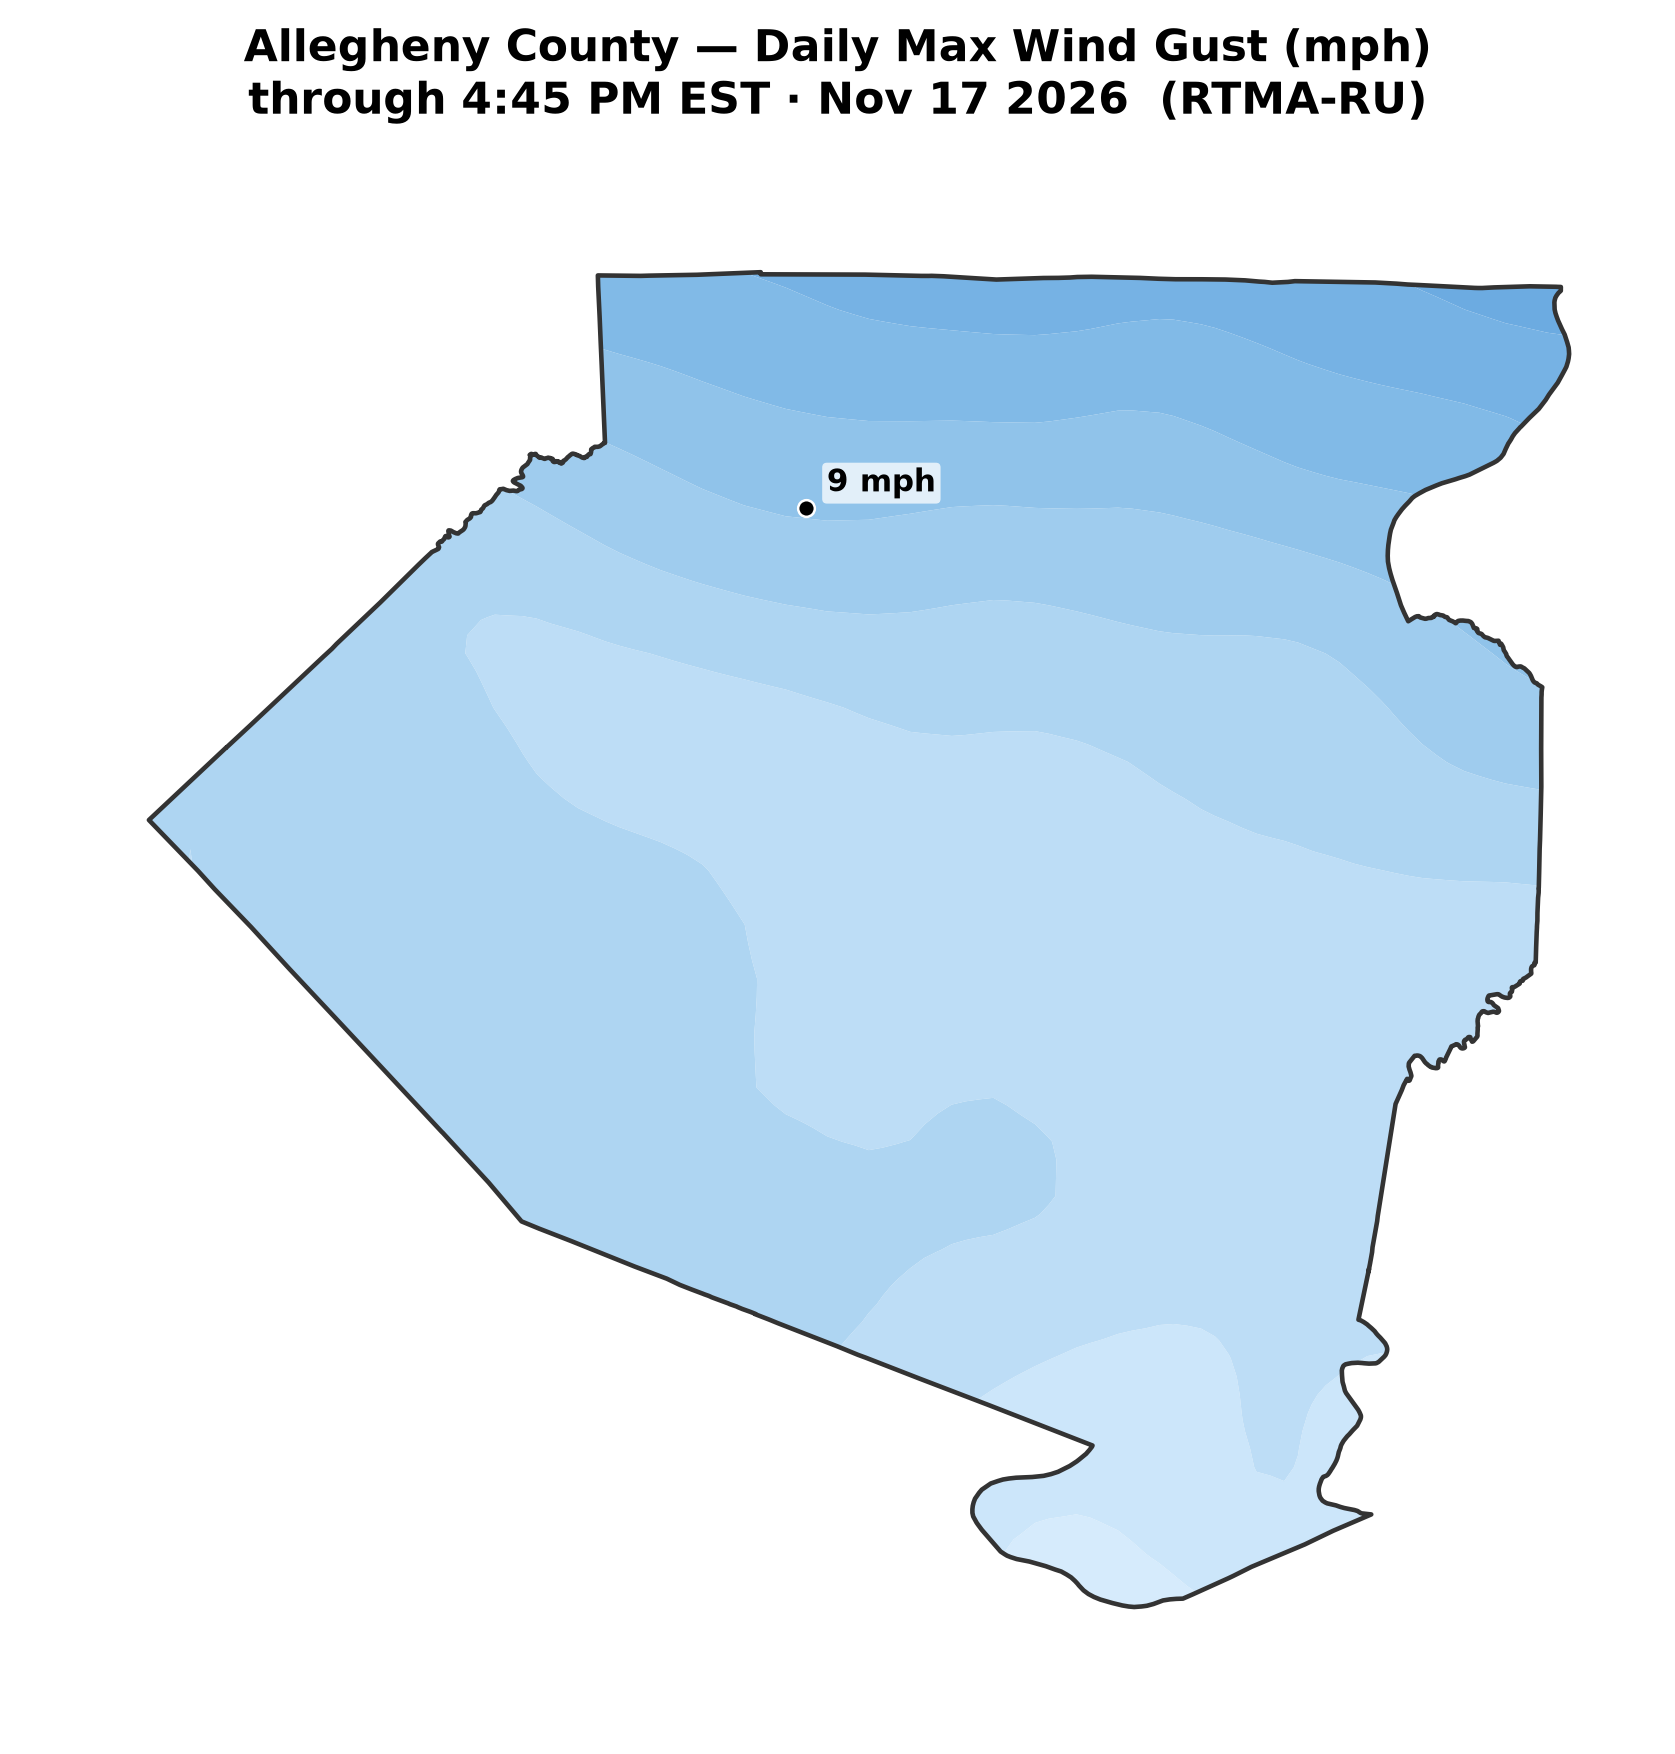 Allegheny County — Daily Max Wind Gust (mph)
through 4:45 PM EST · Nov 17 2026 (RTMA-RU)
9 mph